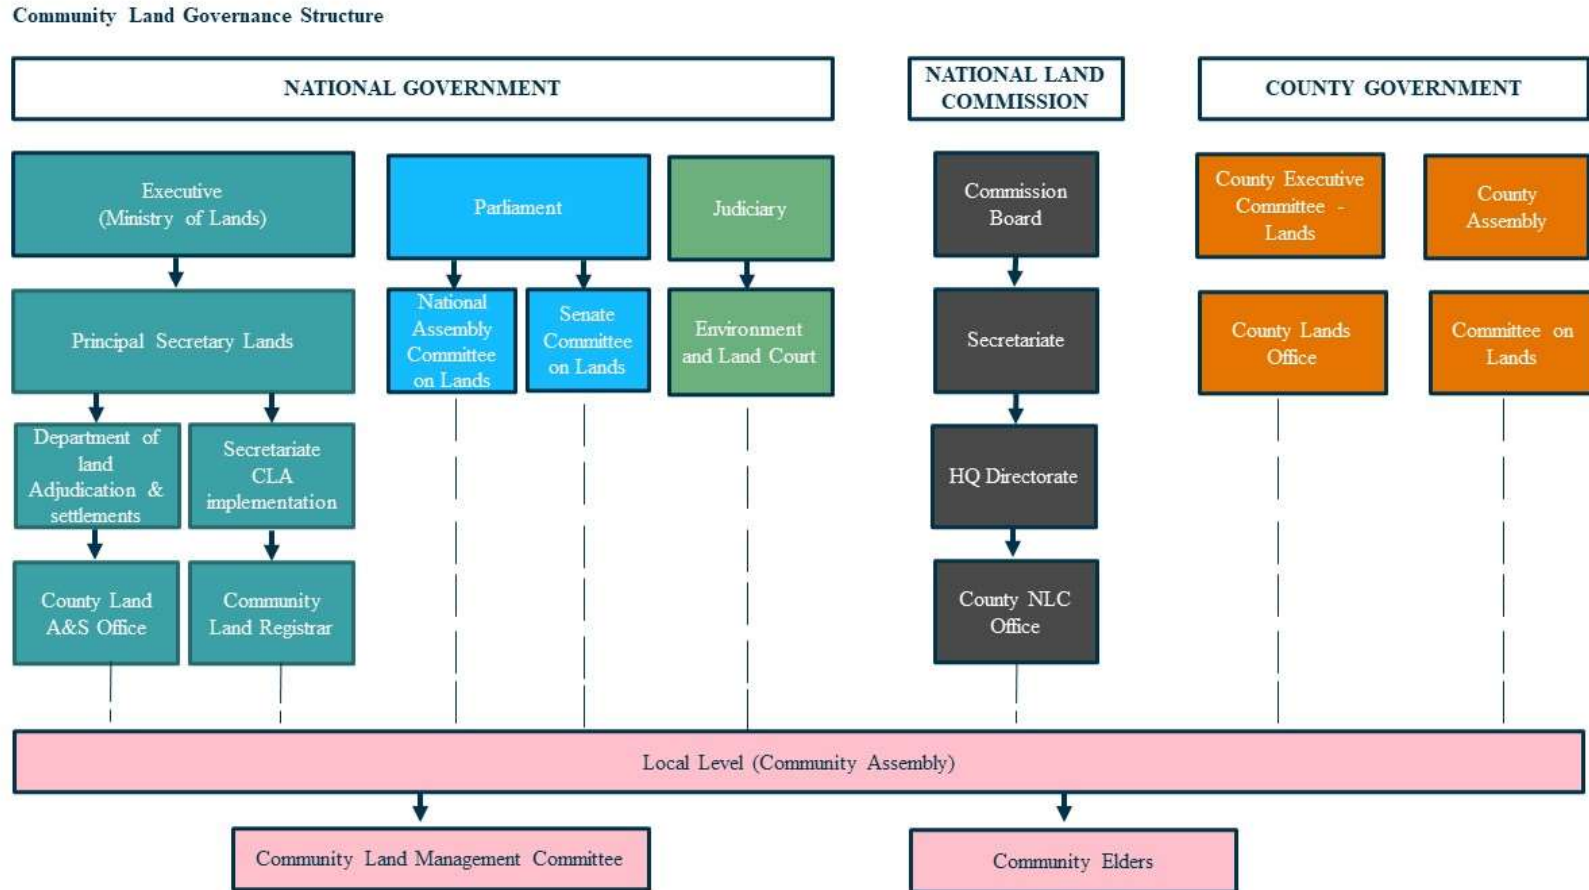 Community Land Governance Structure
NATIONAL GOVERNMENT
NATIONAL LAND
COMMISSION
COUNTY GOVERNMENT
Executive
(Ministry of Lands)
Parliament
Judiciary
Commission
Board
County Executive
Committee -
Lands
County
Assembly
Principal Secretary Lands
National
Assembly
Committee
on Lands
Senate
Committee
on Lands
Environment
and Land Court
Secretariate
County Lands
Office
Committee on
Lands
Department of
land
Adjudication &
settlements
Secretariate
CLA
implementation
HQ Directorate
County Land
A&S Office
Community
Land Registrar
County NLC
Office
Local Level (Community Assembly)
Community Land Management Committee
Community Elders